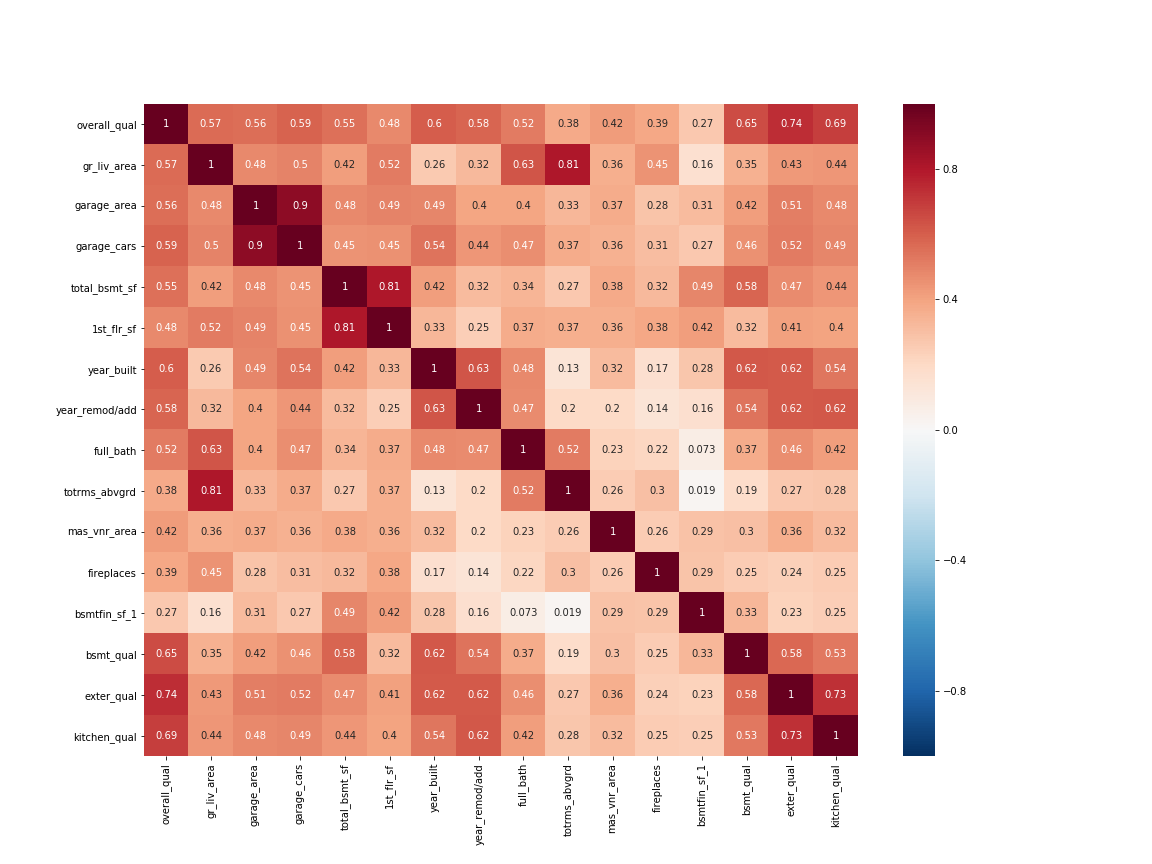 overall_qual 1 0.57 0.56 0.59 0.55 0.48 0.6 0.58 0.52 0.38 0.42 0.39 0.27 0.65 0.74 0.69
gr_liv_area 0.57 1 0.48 0.5 0.42 0.52 0.26 0.32 0.63 0.81 0.36 0.45 0.16 0.35 0.43 0.44
0.8
garage_area 0.56 0.48 1 0.9 0.48 0.49 0.49 0.4 0.4 0.33 0.37 0.28 0.31 0.42 0.51 0.48
garage_cars 0.59 0.5 0.9 1 0.45 0.45 0.54 0.44 0.47 0.37 0.36 0.31 0.27 0.46 0.52 0.49
total_bsmt_sf 0.55 0.42 0.48 0.45 1 0.81 0.42 0.32 0.34 0.27 0.38 0.32 0.49 0.58 0.47 0.44
0.4
1st_flr_sf 0.48 0.52 0.49 0.45 0.81 1 0.33 0.25 0.37 0.37 0.36 0.38 0.42 0.32 0.41 0.4
year_built 0.6 0.26 0.49 0.54 0.42 0.33 1 0.63 0.48 0.13 0.32 0.17 0.28 0.62 0.62 0.54
year_remod/add 0.58 0.32 0.4 0.44 0.32 0.25 0.63 1 0.47 0.2 0.2 0.14 0.16 0.54 0.62 0.62
0.0
full_bath 0.52 0.63 0.4 0.47 0.34 0.37 0.48 0.47 1 0.52 0.23 0.22 0.073 0.37 0.46 0.42
totrms_abvgrd 0.38 0.81 0.33 0.37 0.27 0.37 0.13 0.2 0.52 1 0.26 0.3 0.019 0.19 0.27 0.28
mas_vnr_area 0.42 0.36 0.37 0.36 0.38 0.36 0.32 0.2 0.23 0.26 1 0.26 0.29 0.3 0.36 0.32
−0.4
fireplaces 0.39 0.45 0.28 0.31 0.32 0.38 0.17 0.14 0.22 0.3 0.26 1 0.29 0.25 0.24 0.25
bsmtfin_sf_1 0.27 0.16 0.31 0.27 0.49 0.42 0.28 0.16 0.073 0.019 0.29 0.29 1 0.33 0.23 0.25
bsmt_qual 0.65 0.35 0.42 0.46 0.58 0.32 0.62 0.54 0.37 0.19 0.3 0.25 0.33 1 0.58 0.53
−0.8
exter_qual 0.74 0.43 0.51 0.52 0.47 0.41 0.62 0.62 0.46 0.27 0.36 0.24 0.23 0.58 1 0.73
kitchen_qual 0.69 0.44 0.48 0.49 0.44 0.4 0.54 0.62 0.42 0.28 0.32 0.25 0.25 0.53 0.73 1
overall_qual
gr_liv_area
garage_area
garage_cars
total_bsmt_sf
1st_flr_sf
year_built
year_remod/add
full_bath
totrms_abvgrd
mas_vnr_area
fireplaces
bsmtfin_sf_1
bsmt_qual
exter_qual
kitchen_qual